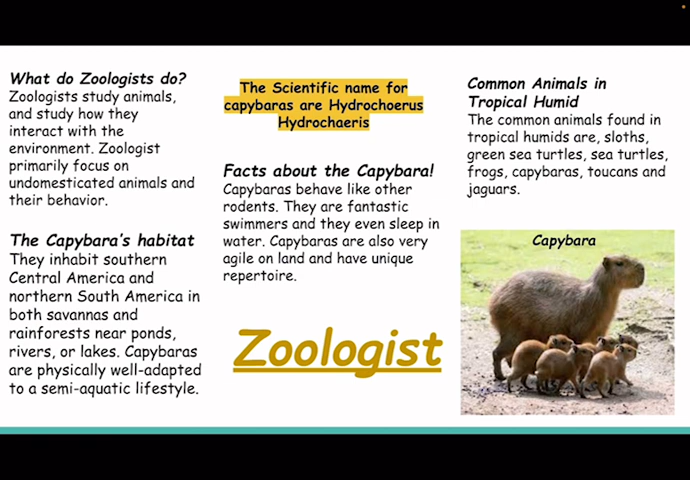 What do Zoologists do?
Zoologists study animals,
and study how they
interact with the
environment. Zoologist
primarily focus on
undomesticated animals and
their behavior.
The Capybara's habitat
They inhabit southern
Central America and
northern South America in
both savannas and
rainforests near ponds,
rivers, or lakes. Capybaras
are physically well-adapted
to a semi-aquatic lifestyle.
The Scientific name for
capybaras are Hydrochoerus
Hydrochaeris
Facts about the Capybara!
Capybaras behave like other
rodents. They are fantastic
swimmers and they even sleep in
water. Capybaras are also very
agile on land and have unique
repertoire.
Zoologist
Common Animals in
Tropical Humid
The common animals found in
tropical humids are, sloths,
green sea turtles, sea turtles,
frogs, capybaras, toucans and
jaguars.
Capybara